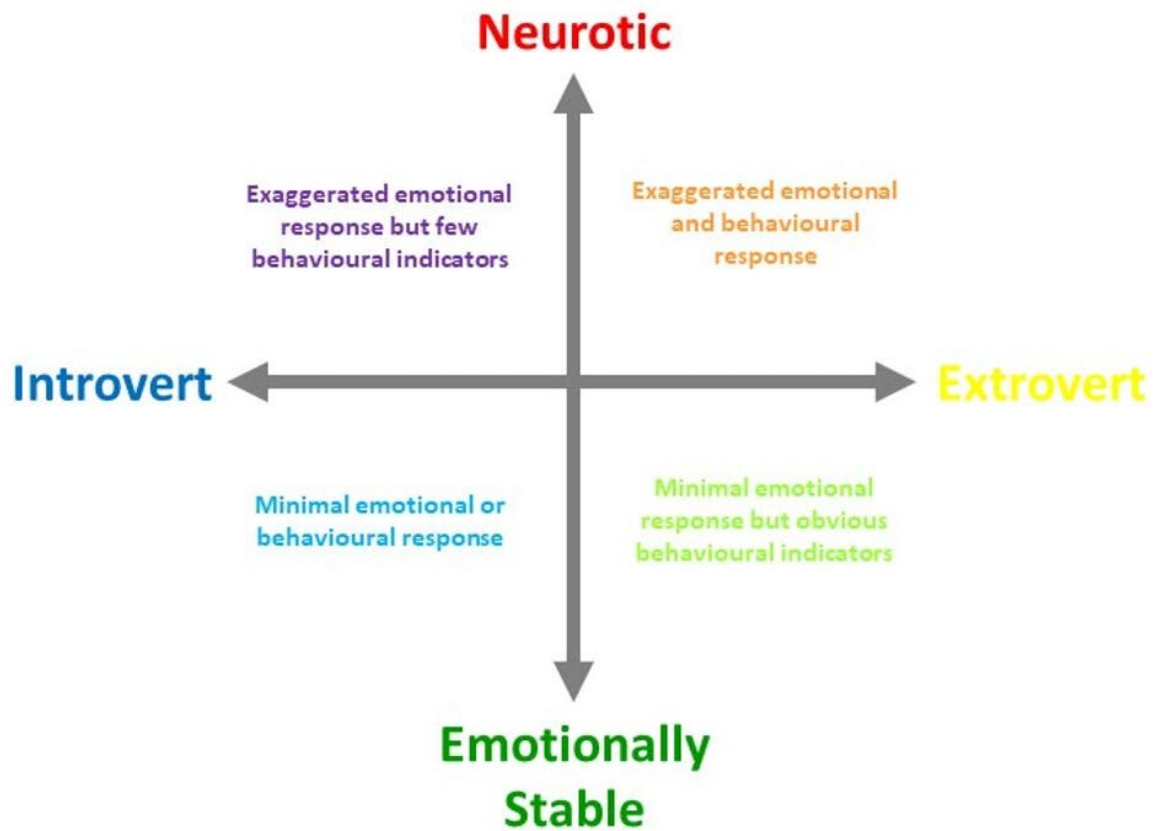 Neurotic
Exaggerated emotional
response but few
behavioural indicators
Exaggerated emotional
and behavioural
response
Introvert
Extrovert
Minimal emotional or
behavioural response
Minimal emotional
response but obvious
behavioural indicators
Emotionally
Stable